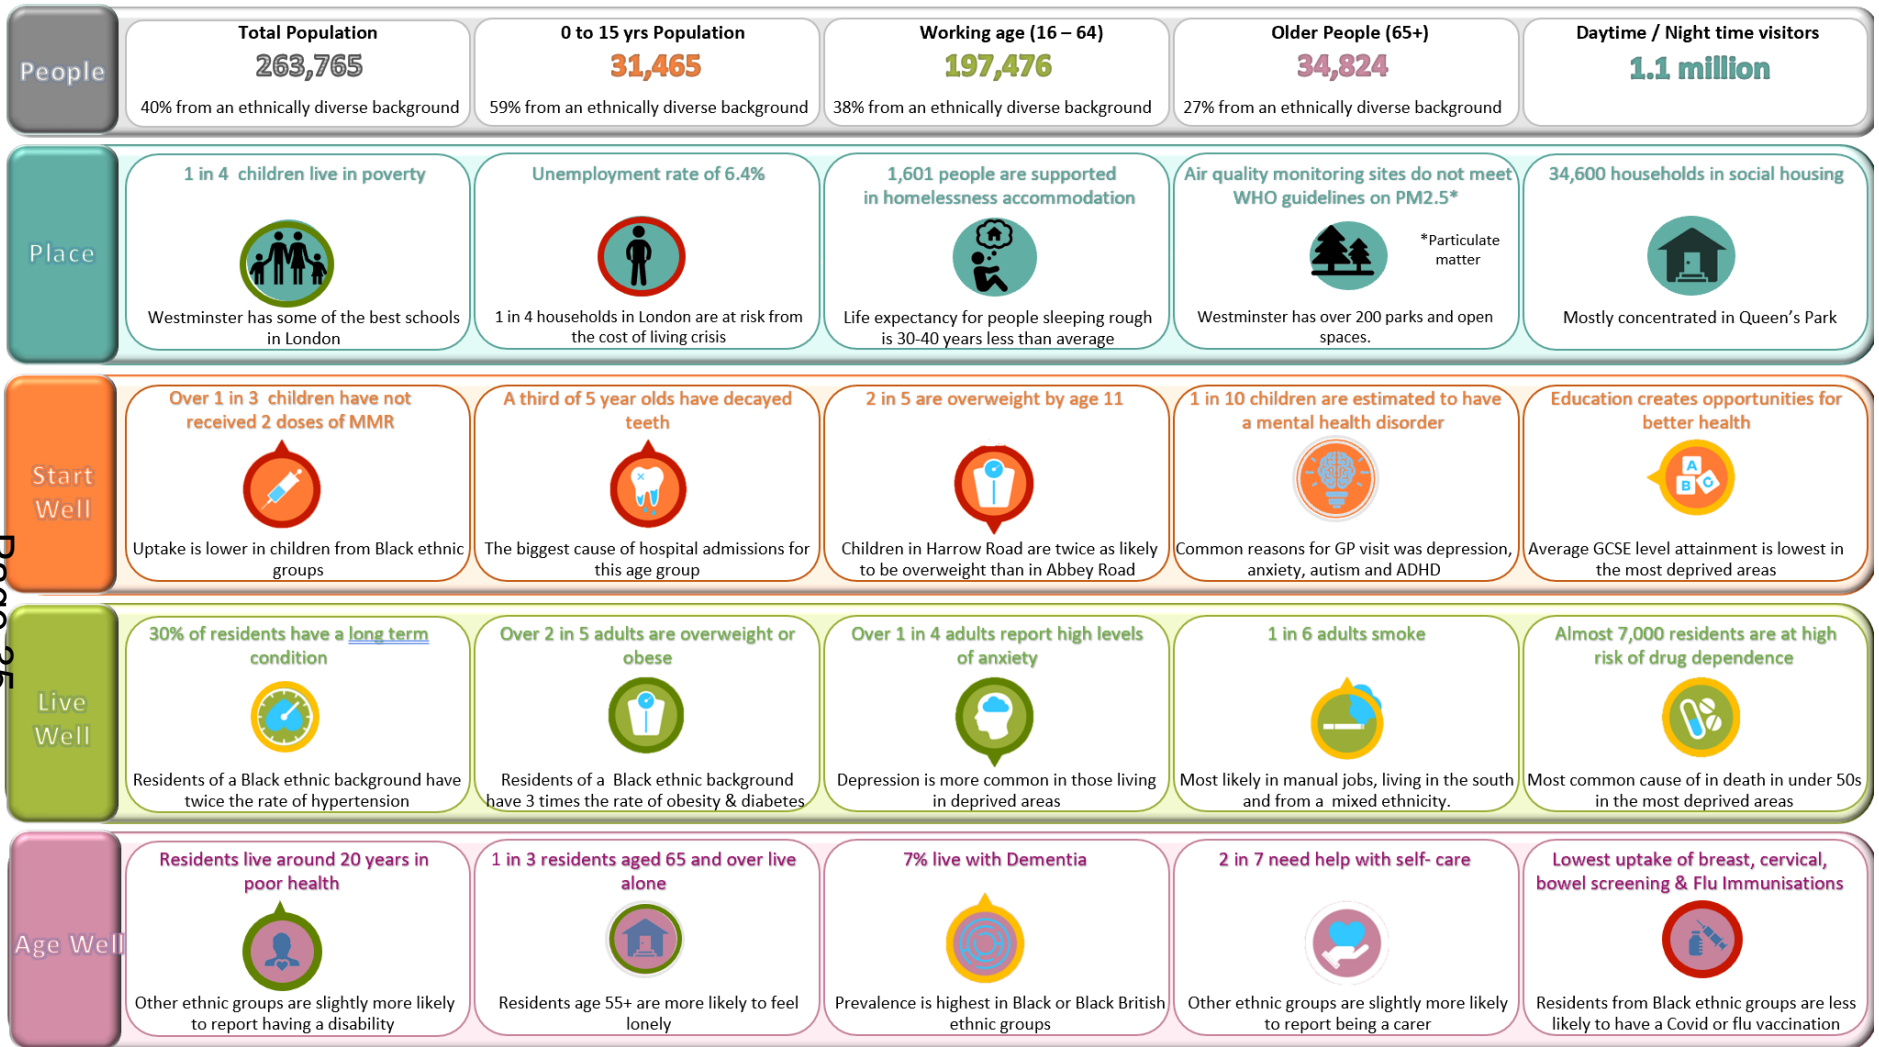 People
Total Population
263,765
40% from an ethnically diverse background
0 to 15 yrs Population
31,465
59% from an ethnically diverse background
Working age (16 – 64)
197,476
38% from an ethnically diverse background
Older People (65+)
34,824
27% from an ethnically diverse background
Daytime / Night time visitors
1.1 million
Place
1 in 4 children live in poverty
Westminster has some of the best schools
in London
Unemployment rate of 6.4%
1 in 4 households in London are at risk from
the cost of living crisis
1,601 people are supported
in homelessness accommodation
Life expectancy for people sleeping rough
is 30-40 years less than average
Air quality monitoring sites do not meet
WHO guidelines on PM2.5*
*Particulate
matter
Westminster has over 200 parks and open
spaces.
34,600 households in social housing
Mostly concentrated in Queen's Park
Start
Well
Over 1 in 3 children have not
received 2 doses of MMR
Uptake is lower in children from Black ethnic
groups
A third of 5 year olds have decayed
teeth
The biggest cause of hospital admissions for
this age group
2 in 5 are overweight by age 11
Children in Harrow Road are twice as likely
to be overweight than in Abbey Road
1 in 10 children are estimated to have
a mental health disorder
Common reasons for GP visit was depression,
anxiety, autism and ADHD
Education creates opportunities for
better health
A
B C
Average GCSE level attainment is lowest in
the most deprived areas
Page 25
Live
Well
30% of residents have a long term
condition
Residents of a Black ethnic background have
twice the rate of hypertension
Over 2 in 5 adults are overweight or
obese
Residents of a Black ethnic background
have 3 times the rate of obesity & diabetes
Over 1 in 4 adults report high levels
of anxiety
Depression is more common in those living
in deprived areas
1 in 6 adults smoke
Most likely in manual jobs, living in the south
and from a mixed ethnicity.
Almost 7,000 residents are at high
risk of drug dependence
Most common cause of in death in under 50s
in the most deprived areas
Age Well
Residents live around 20 years in
poor health
Other ethnic groups are slightly more likely
to report having a disability
1 in 3 residents aged 65 and over live
alone
Residents age 55+ are more likely to feel
lonely
7% live with Dementia
Prevalence is highest in Black or Black British
ethnic groups
2 in 7 need help with self- care
Other ethnic groups are slightly more likely
to report being a carer
Lowest uptake of breast, cervical,
bowel screening & Flu Immunisations
Residents from Black ethnic groups are less
likely to have a Covid or flu vaccination